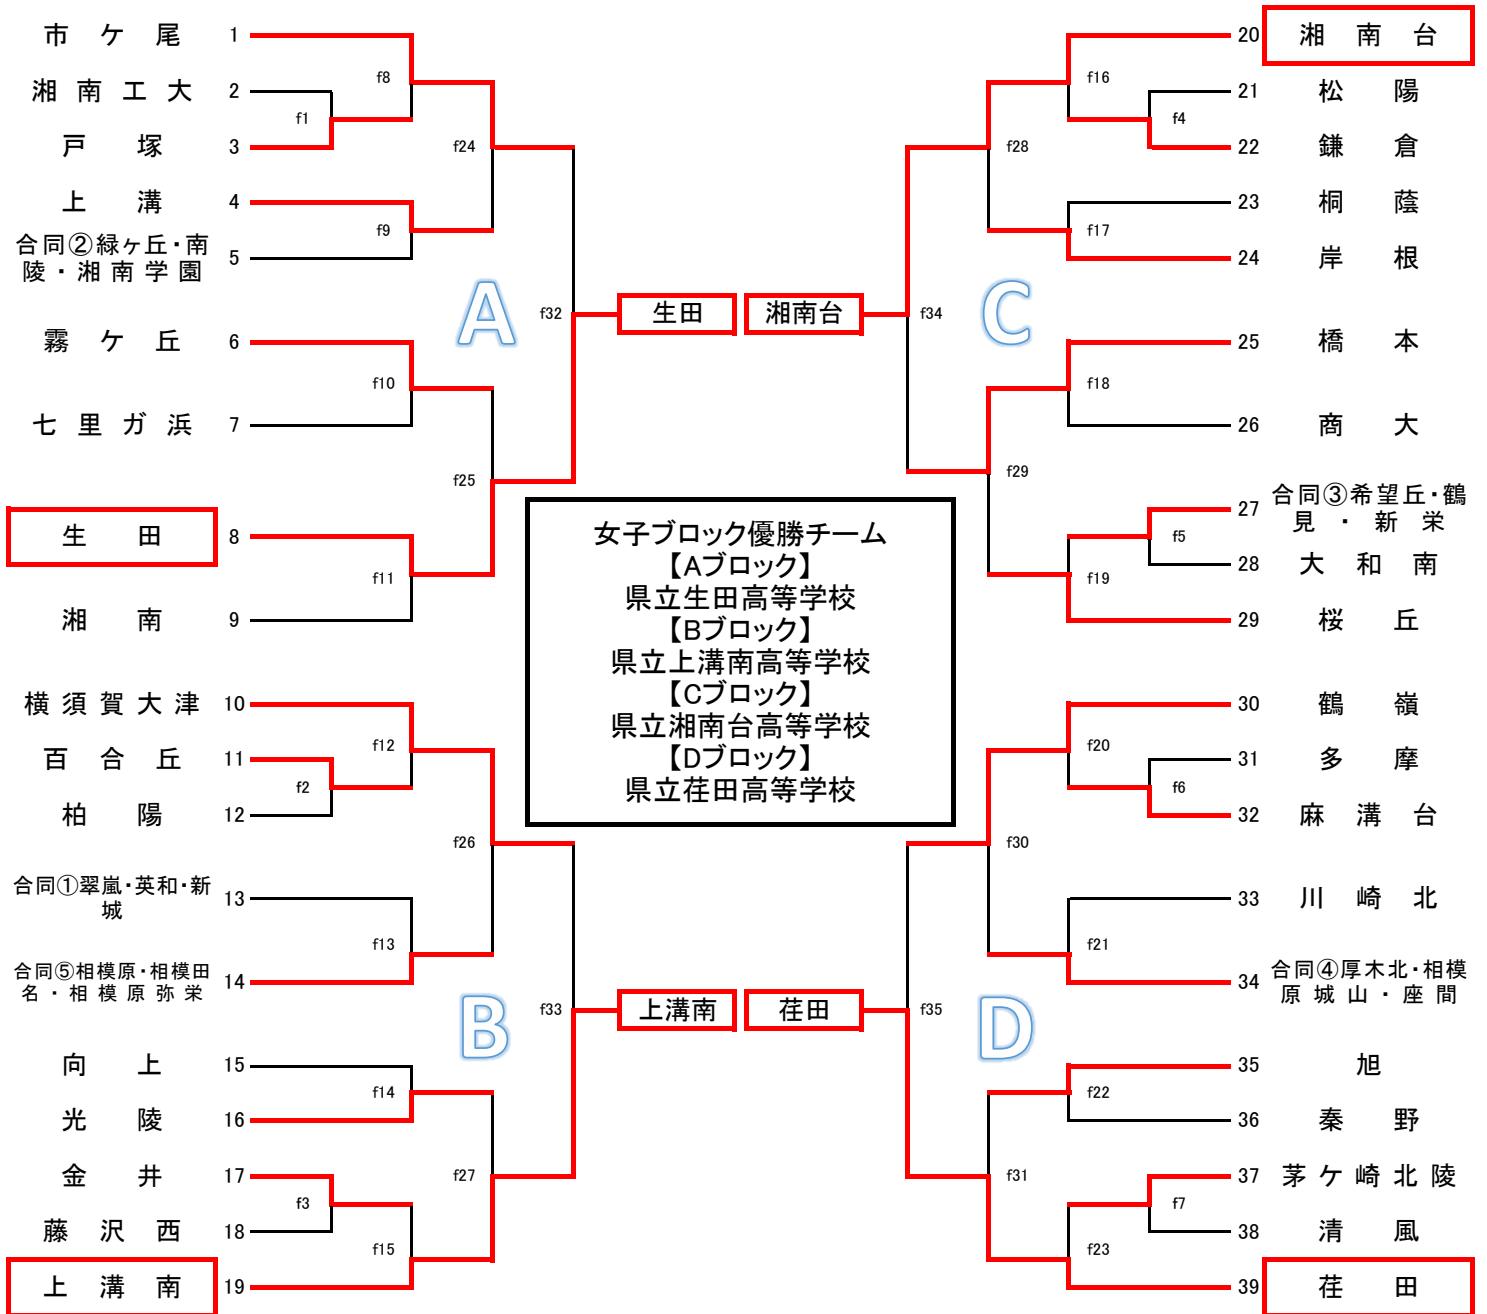 市ケ尾 1
湘南工大 2
戸塚 3
上溝 4
合同②緑ヶ丘・南
陵・湘南学園 5
霧ケ丘 6
七里ガ浜 7
生田 8
湘南 9
横須賀大津 10
百合丘 11
柏陽 12
合同①翠嵐・英和・新
城 13
合同⑤相模原・相模田
名・相模原弥栄 14
向上 15
光陵 16
金井 17
藤沢西 18
上溝南 19
f1
f8
f24
f9
f32
f10
f25
f11
f12
f2
f26
f13
f33
f14
f27
f3
f15
A
B
生田
湘南台
女子ブロック優勝チーム
【Aブロック】
県立生田高等学校
【Bブロック】
県立上溝南高等学校
【Cブロック】
県立湘南台高等学校
【Dブロック】
県立荏田高等学校
上溝南
荏田
C
D
f16
f4
f28
f17
f34
f18
f29
f5
f19
f20
f6
f30
f21
f35
f22
f31
f7
f23
20 湘南台
21 松陽
22 鎌倉
23 桐蔭
24 岸根
25 橋本
26 商大
27 合同③希望丘・鶴
見・新栄
28 大和南
29 桜丘
30 鶴嶺
31 多摩
32 麻溝台
33 川崎北
34 合同④厚木北・相模
原城山・座間
35 旭
36 秦野
37 茅ケ崎北陵
38 清風
39 荏田